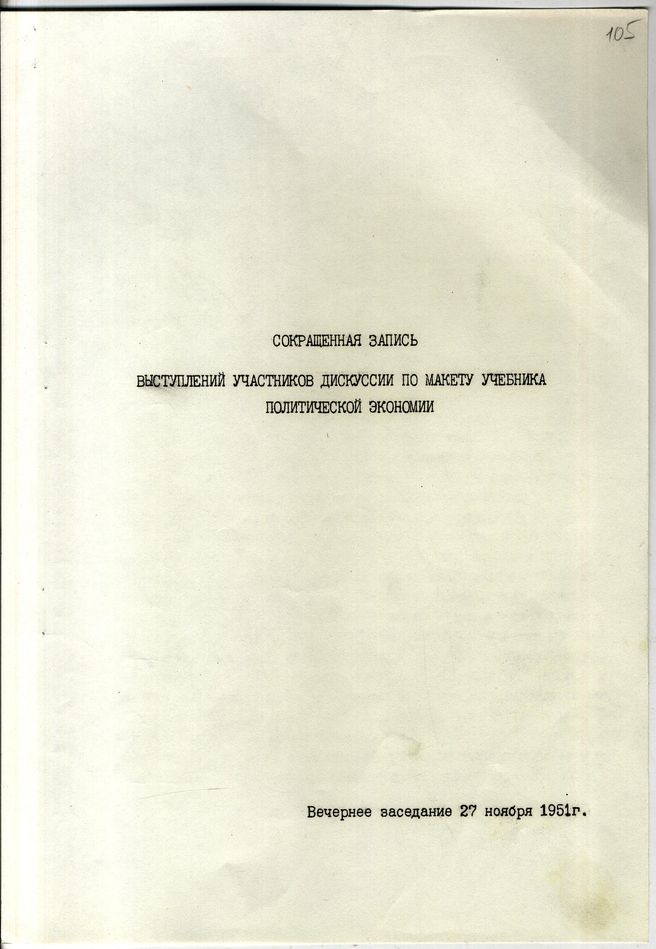 105
СОКРАЩЕННАЯ ЗАПИСЬ
ВЫСТУПЛЕНИЙ УЧАСТНИКОВ ДИСКУССИИ ПО МАКЕТУ УЧЕБНИКА
ПОЛИТИЧЕСКОЙ ЭКОНОМИИ
Вечернее заседание 27 ноября 1951г.